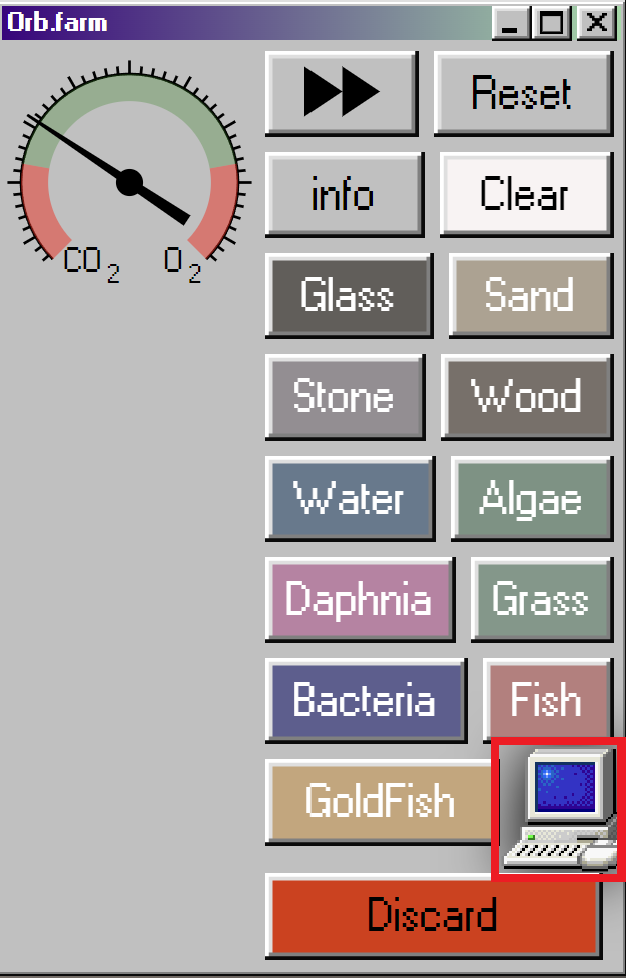 Orb.farm
Reset
info Clear
CO2 O2
Glass Sand
Stone Wood
Water Algae
Daphnia Grass
Bacteria Fish
GoldFish
Discard